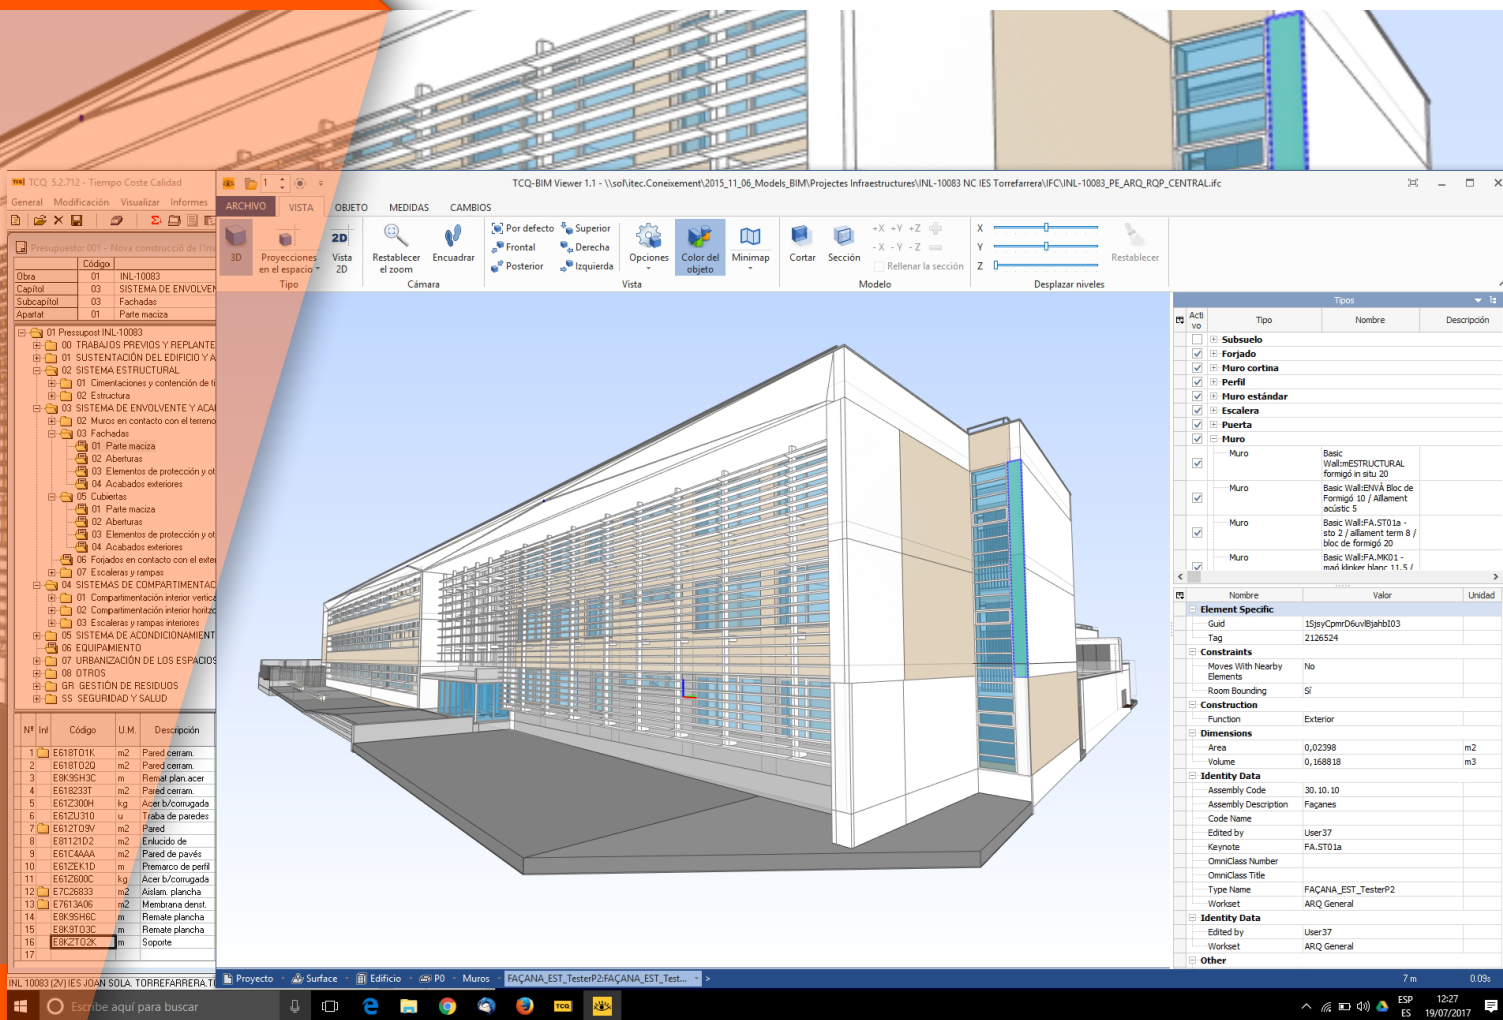 TCQ 5.2.712 - Tiempo Coste Calidad
General Modificación Visualizar Informes
Presupuesto: 001 - Nova construcció de l'Ins
Código
Obra 01 INL-10083
Capítol 03 SISTEMA DE ENVOLVEN
Subcapítol 03 Fachadas
Apartat 01 Parte maciza
01 Pressupost INL-10083
00 TRABAJOS PREVIOS Y REPLANTE
01 SUSTENTACIÓN DEL EDIFICIO Y A
02 SISTEMA ESTRUCTURAL
01 Cimentaciones y contención de ti
02 Estructura
03 SISTEMA DE ENVOLVENTE Y ACA
02 Muros en contacto con el terreno
03 Fachadas
01 Parte maciza
02 Aberturas
03 Elementos de protección y ot
04 Acabados exteriores
05 Cubiertas
01 Parte maciza
02 Aberturas
03 Elementos de protección y ot
04 Acabados exteriores
06 Forjados en contacto con el exter
07 Escaleras y rampas
04 SISTEMAS DE COMPARTIMENTAC
01 Compartimentación interior vertica
02 Compartimentación interior horitzo
03 Escaleras y rampas interiores
05 SISTEMA DE ACONDICIONAMIENT
06 EQUIPAMIENTO
07 URBANIZACIÓN DE LOS ESPACIOS
08 OTROS
GR GESTIÓN DE RESIDUOS
SS SEGURIDAD Y SALUD
Nº Inf Código U.M. Descripción
1 E618T01K m2 Pared cerram.
2 E618T02Q m2 Pared cerram.
3 E8K9SH3C m Remat plan.acer
4 E618233T m2 Pared cerram.
5 E61Z300H kg Acer b/corrugada
6 E61ZU310 u Traba de paredes
7 E612T09V m2 Pared
8 E81121D2 m2 Enlucido de
9 E61C4AAA m2 Pared de pavés
10 E61ZEK1D m Premarco de perfil
11 E61Z600C kg Acer b/corrugada
12 E7C26833 m2 Aislam. plancha
13 E7613A06 m2 Membrana denst.
14 E8K9SH6C m Remate plancha
15 E8K9T03C m Remate plancha
16 E8KZT02K m Soporte
17
INL 10083 (2V) IES JOAN SOLA. TORREFARRERA.T
1
TCQ-BIM Viewer 1.1 - \\sol\itec.Coneixement\2015_11_06_Models_BIM\Projectes Infraestructures\INL-10083 NC IES Torrefarrera\IFC\INL-10083_PE_ARQ_RQP_CENTRAL.ifc
ARCHIVO VISTA OBJETO MEDIDAS CAMBIOS
3D
Proyecciones en el espacio
2D Vista 2D
Tipo
Restablecer el zoom
Encuadrar
Cámara
Por defecto Superior
Frontal Derecha
Posterior Izquierda
Opciones
Color del objeto
Minimap
Vista
Cortar Sección
+X +Y +Z
-X -Y -Z
Rellenar la sección
Modelo
X
Y
Z
Restablecer
Desplazar niveles
Tipos
Acti vo Tipo Nombre Descripción
Subsuelo
Forjado
Muro cortina
Perfil
Muro estándar
Escalera
Puerta
Muro
Muro Basic
Wall:mESTRUCTURAL
formigó in situ 20
Muro Basic Wall:ENVÀ Bloc de
Formigó 10 / Aïllament
acústic 5
Muro Basic Wall:FA.ST01a -
sto 2 / aïllament term 8 /
bloc de formigó 20
Muro Basic Wall:FA.MK01 -
maó klinker blanc 11,5 /
Nombre Valor Unidad
Element Specific
Guid 1SjsyCpmrD6uvlBjahbI03
Tag 2126524
Constraints
Moves With Nearby Elements No
Room Bounding Sí
Construction
Function Exterior
Dimensions
Area 0,02398 m2
Volume 0,168818 m3
Identity Data
Assembly Code 30.10.10
Assembly Description Façanes
Code Name
Edited by User37
Keynote FA.ST01a
OmniClass Number
OmniClass Title
Type Name FAÇANA_EST_TesterP2
Workset ARQ General
Identity Data
Edited by User37
Workset ARQ General
Other
Proyecto Surface Edificio P0 Muros FAÇANA_EST_TesterP2:FAÇANA_EST_Test... >
7 m 0.09s
Escribe aquí para buscar
TCQ
ESP 12:27
ES 19/07/2017